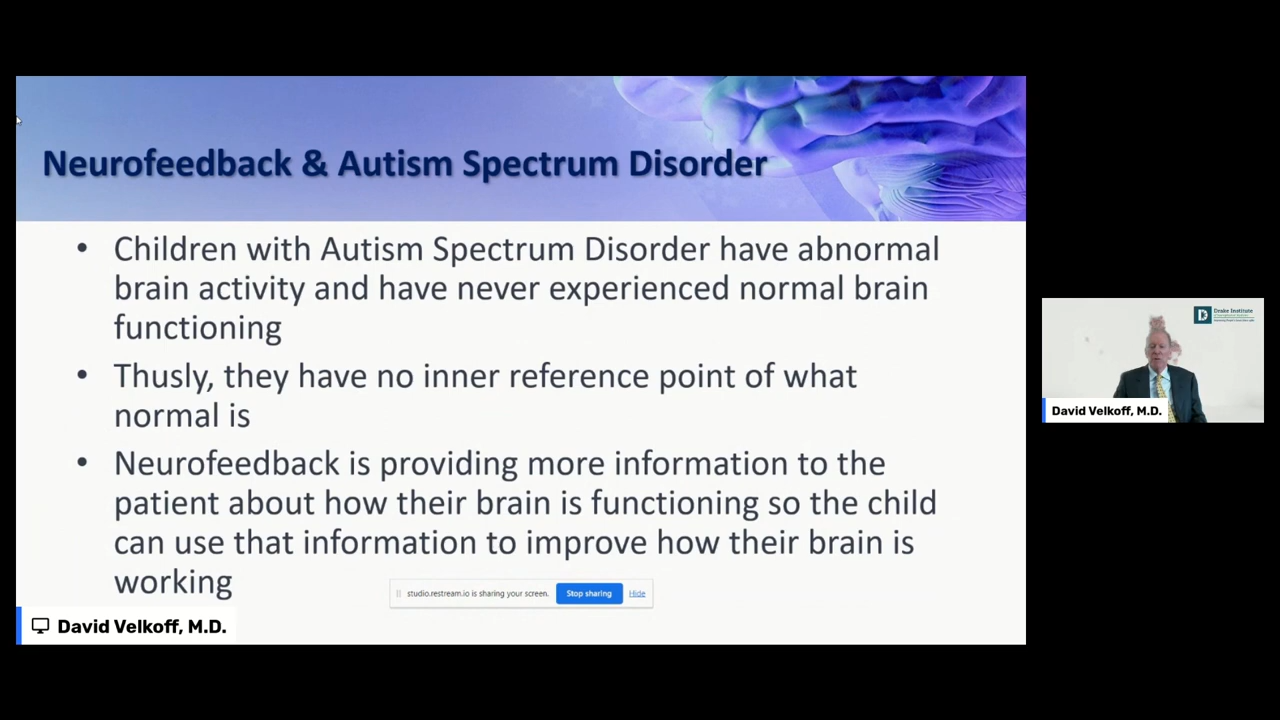 Neurofeedback & Autism Spectrum Disorder
• Children with Autism Spectrum Disorder have abnormal
brain activity and have never experienced normal brain
functioning
• Thusly, they have no inner reference point of what
normal is
• Neurofeedback is providing more information to the
patient about how their brain is functioning so the child
can use that information to improve how their brain is
working
studio.restream.io is sharing your screen. Stop sharing Hide
David Velkoff, M.D.
Drake Institute
David Velkoff, M.D.